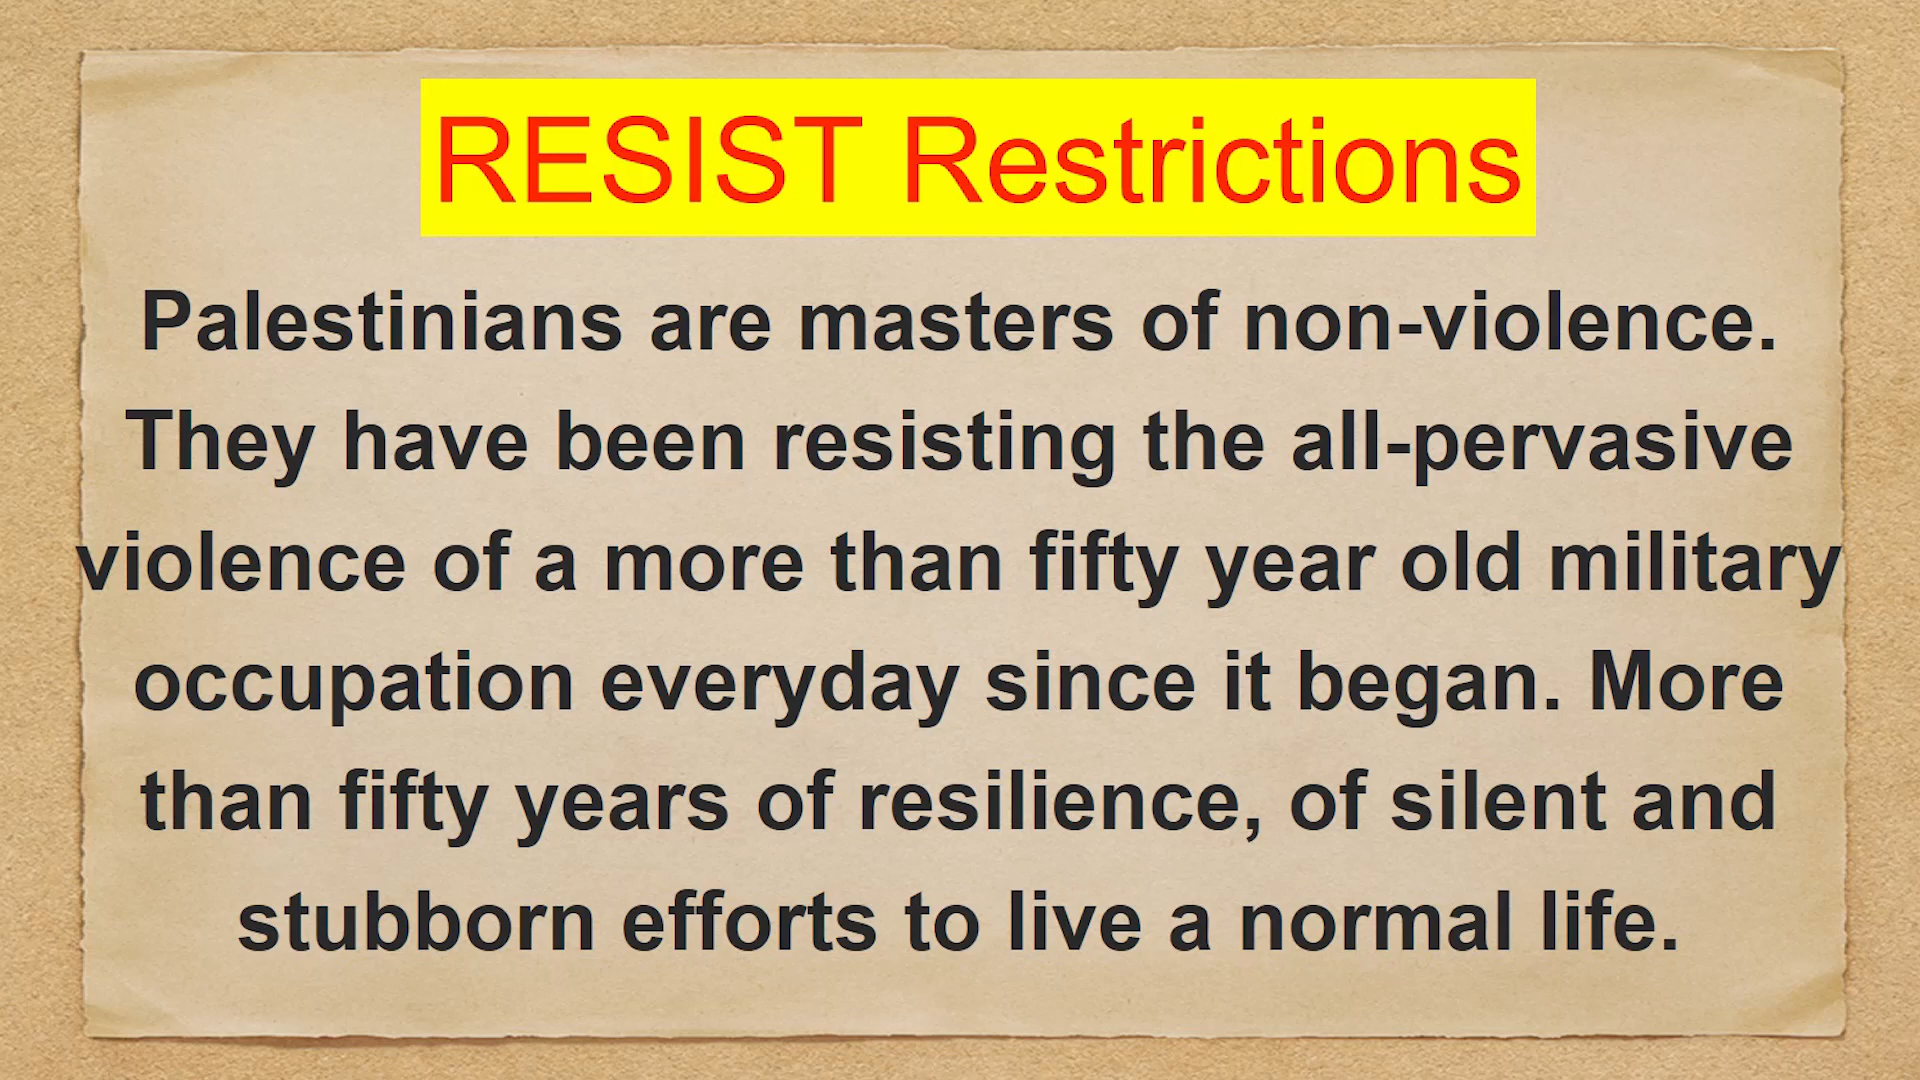 RESIST Restrictions
Palestinians are masters of non-violence.
They have been resisting the all-pervasive
violence of a more than fifty year old military
occupation everyday since it began. More
than fifty years of resilience, of silent and
stubborn efforts to live a normal life.